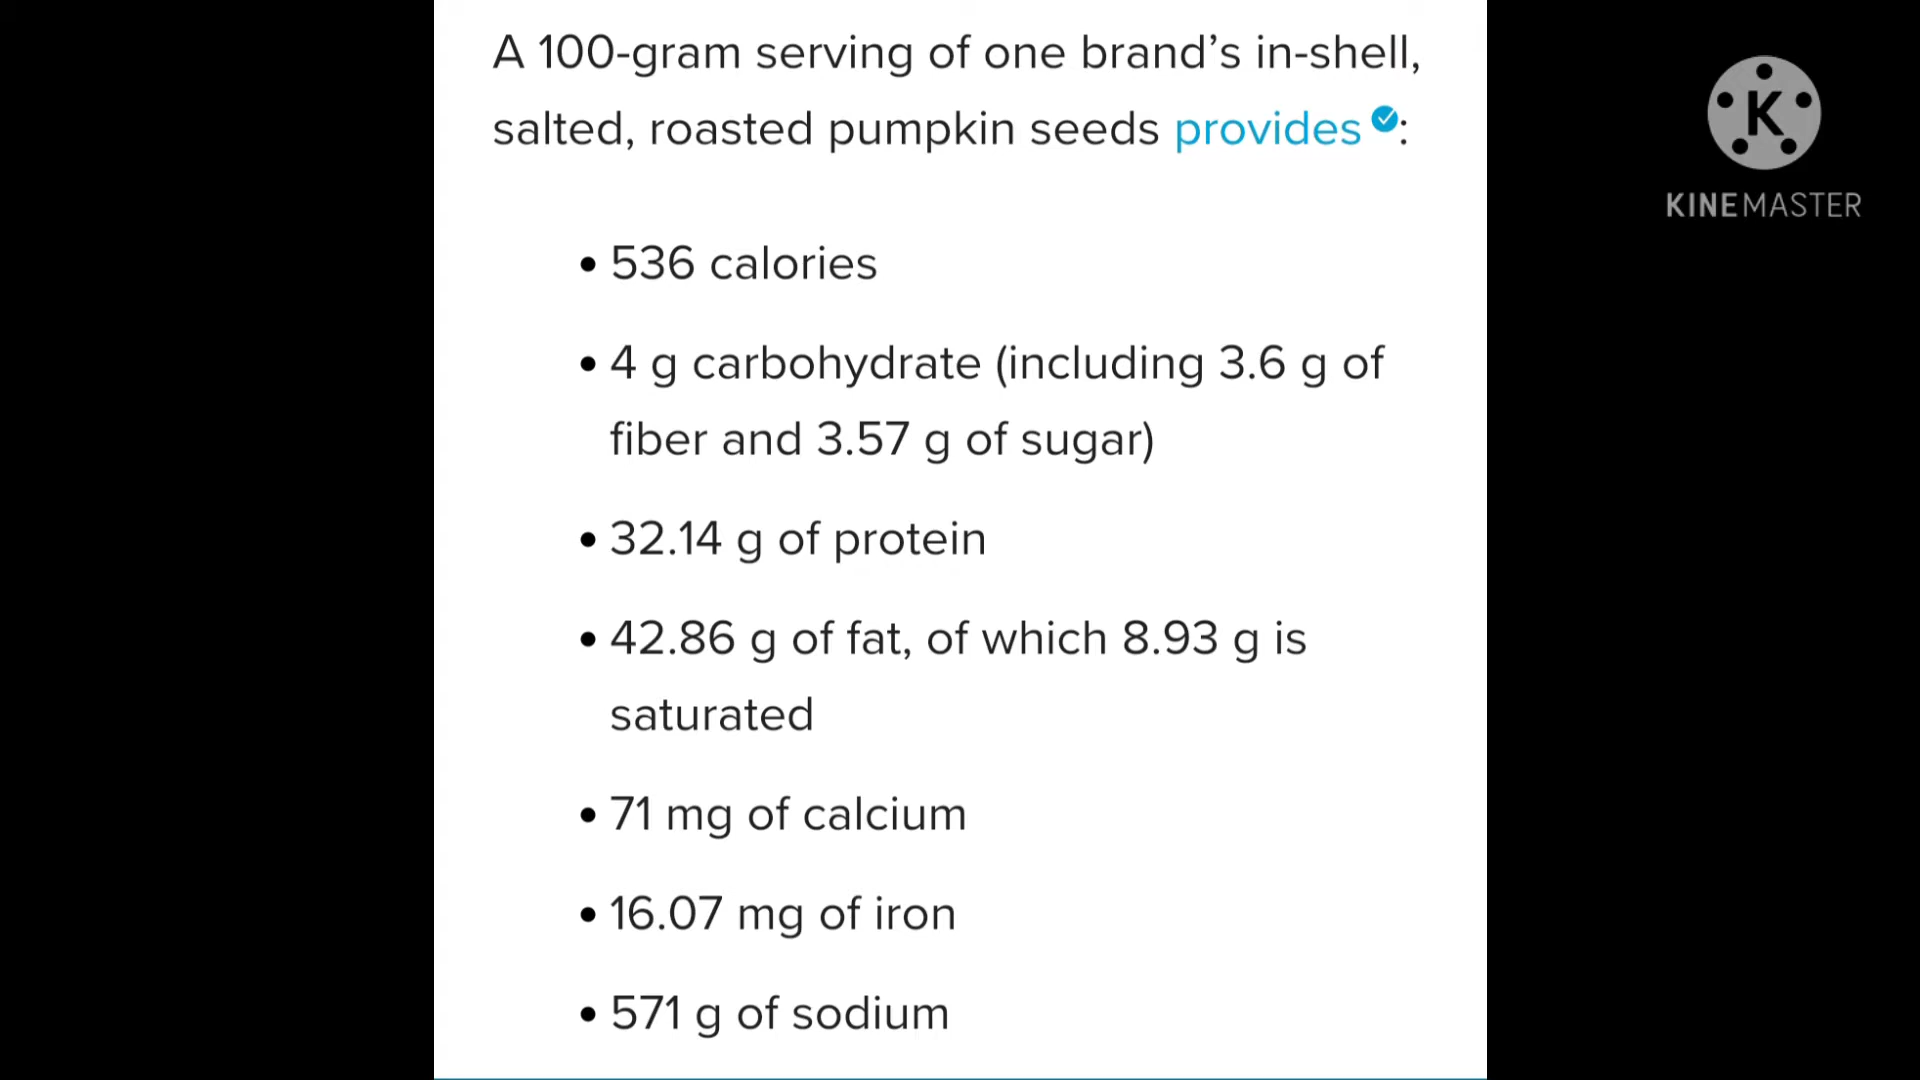 A 100-gram serving of one brand’s in-shell,
salted, roasted pumpkin seeds provides:
• 536 calories
• 4 g carbohydrate (including 3.6 g of
fiber and 3.57 g of sugar)
• 32.14 g of protein
• 42.86 g of fat, of which 8.93 g is
saturated
• 71 mg of calcium
• 16.07 mg of iron
• 571 g of sodium
K
KINEMASTER